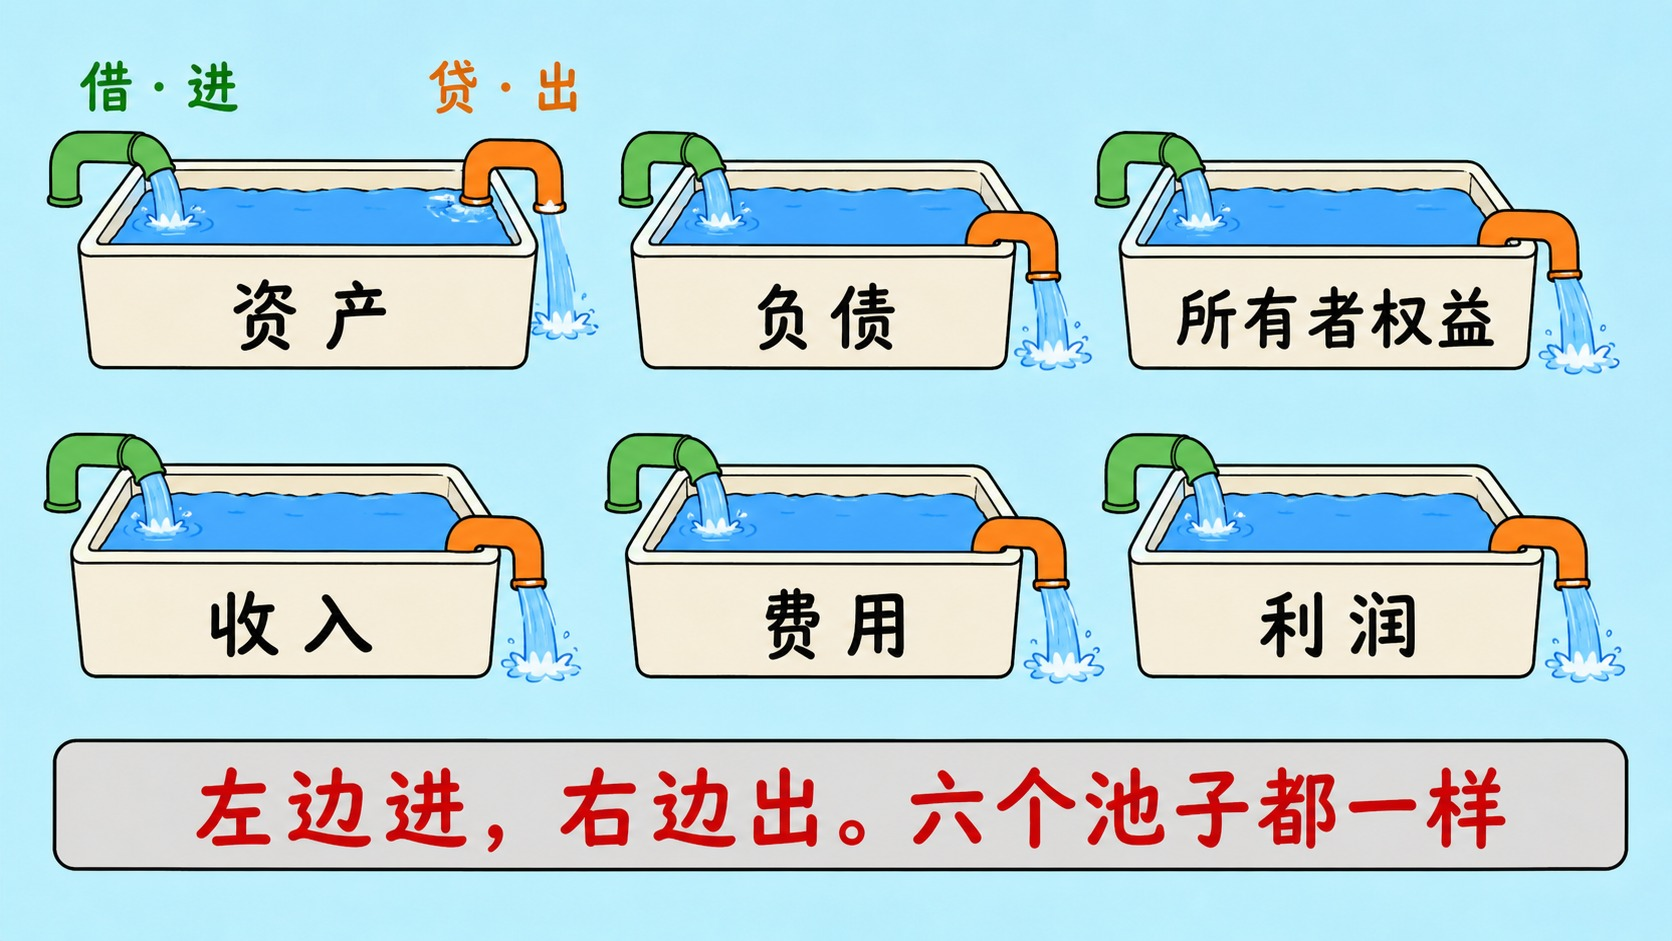 借·进
贷·出
资产
负债
所有者权益
收入
费用
利润
左边进，右边出。六个池子都一样